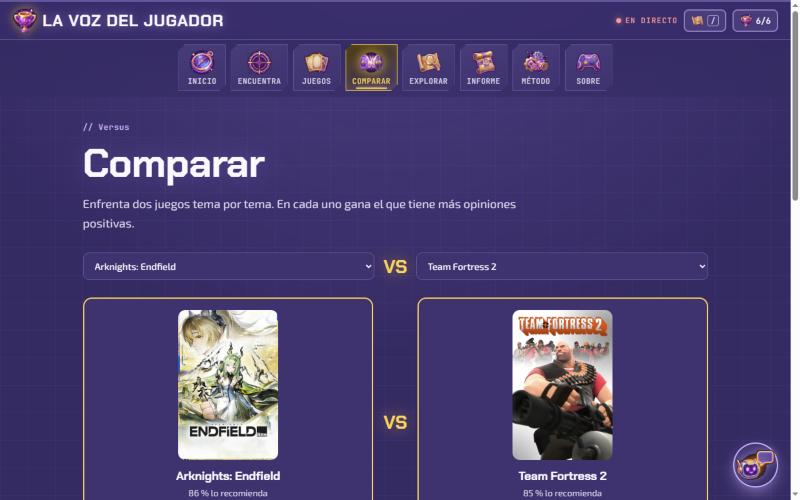 LA VOZ DEL JUGADOR
EN DIRECTO
/
6/6
INICIO
ENCUENTRA
JUEGOS
COMPARAR
EXPLORAR
INFORME
MÉTODO
SOBRE
// Versus
Comparar
Enfrenta dos juegos tema por tema. En cada uno gana el que tiene más opiniones
positivas.
Arknights: Endfield
VS
Team Fortress 2
ENDFIELD
TEAM FORTRESS 2
VS
Arknights: Endfield
Team Fortress 2
86 % lo recomienda
85 % lo recomienda